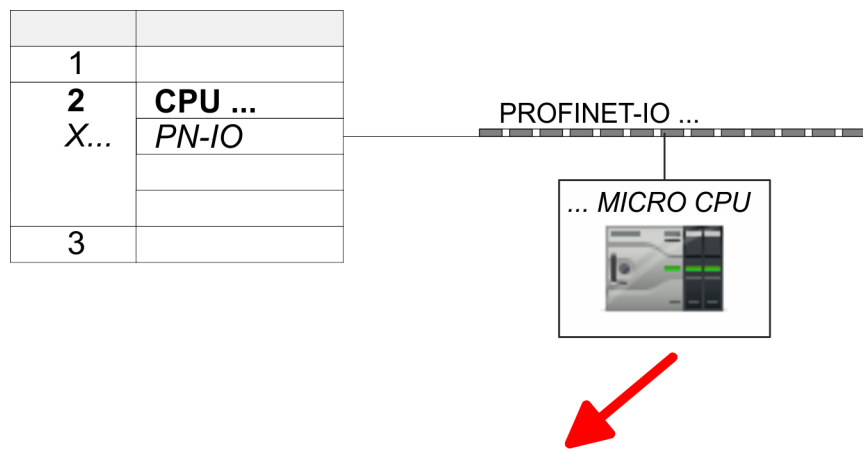 1
2 CPU ...
X... PN-IO
3
PROFINET-IO ...
... MICRO CPU